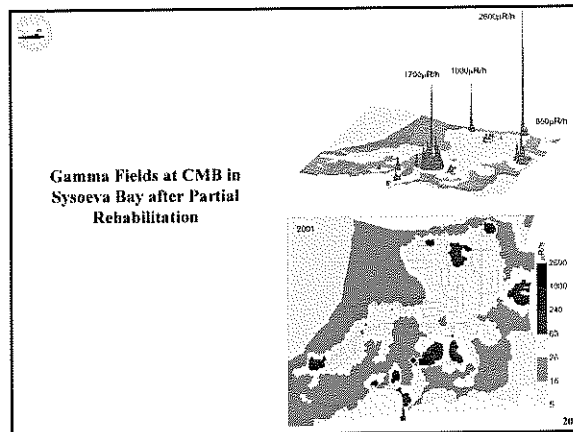 Gamma Fields at CMB in
Sysoeva Bay after Partial
Rehabilitation
2600µR/h
1700µR/h
1000µR/h
850µR/h
2001
µR/h
2600
1000
240
60
16
5
20